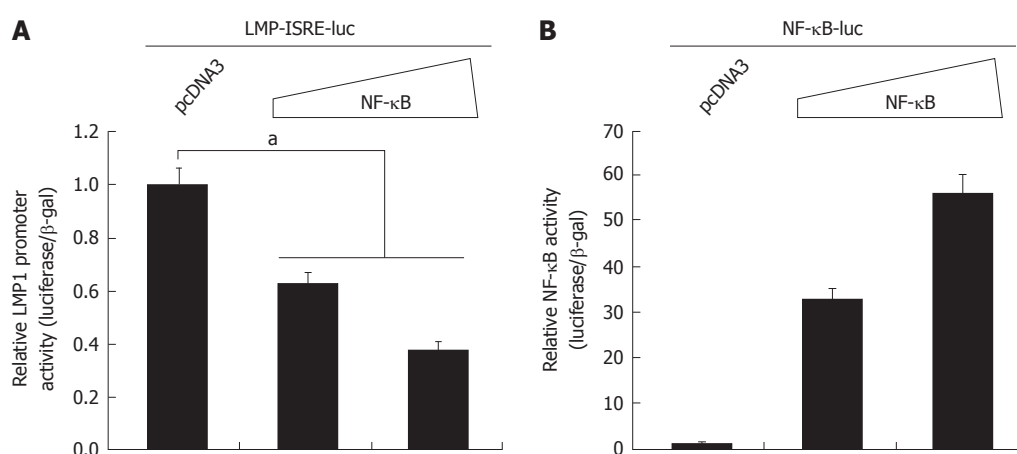 A
LMP-ISRE-luc
pcDNA3
NF-κB
a
1.2
1.0
0.8
0.6
0.4
0.2
0.0
Relative LMP1 promoter
activity (luciferase/β-gal)
B
NF-κB-luc
pcDNA3
NF-κB
70
60
50
40
30
20
10
0
Relative NF-κB activity
(luciferase/β-gal)